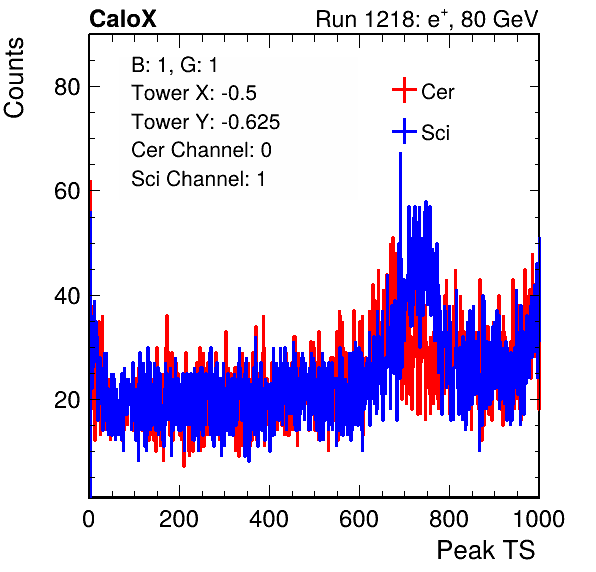 CaloX Run 1218: e⁺, 80 GeV
Counts
B: 1, G: 1
Tower X: -0.5
Tower Y: -0.625
Cer Channel: 0
Sci Channel: 1
Cer
Sci
80
60
40
20
0 200 400 600 800 1000
Peak TS